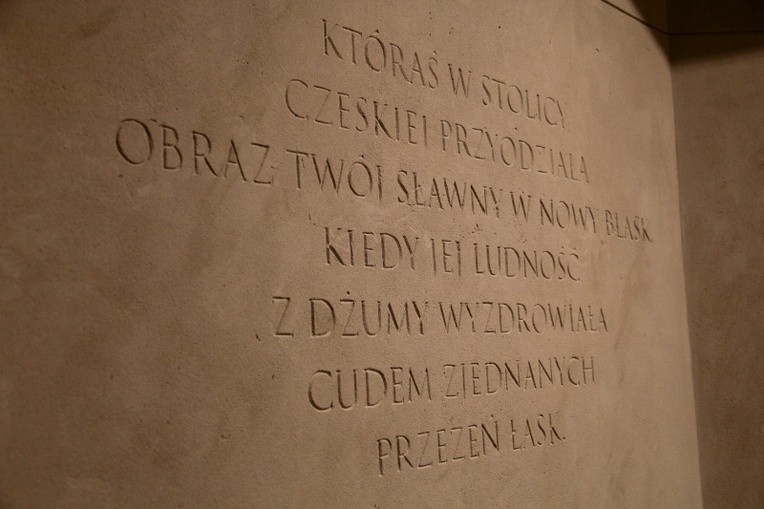 KTÓRAŚ W STOLICY
CZESKIEJ PRZYODZIAŁA
OBRAZ TWÓJ SŁAWNY W NOWY BLASK.
KIEDY JEJ LUDNOŚĆ
Z DŻUMY WYZDROWIAŁA
CUDEM ZJEDNANYCH
PRZEZEŃ ŁASK.